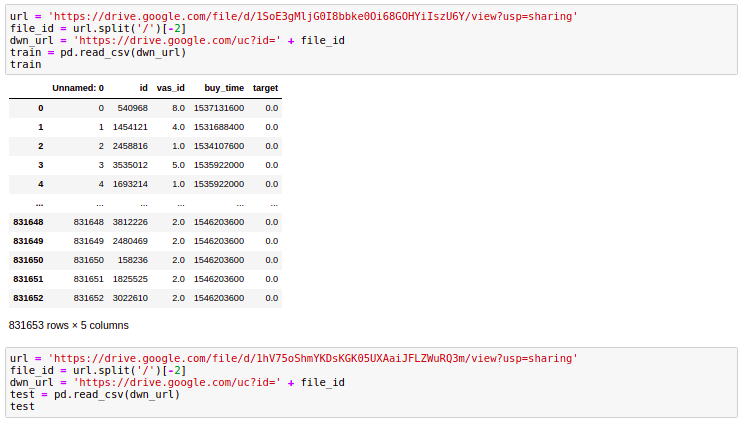 url = 'https://drive.google.com/file/d/1SoE3gMljG0I8bbke0Oi68GOHYiIszU6Y/view?usp=sharing'
file_id = url.split('/')[-2]
dwn_url = 'https://drive.google.com/uc?id=' + file_id
train = pd.read_csv(dwn_url)
train
Unnamed: 0 id vas_id buy_time target
0 0 540968 8.0 1537131600 0.0
1 1 1454121 4.0 1531688400 0.0
2 2 2458816 1.0 1534107600 0.0
3 3 3535012 5.0 1535922000 0.0
4 4 1693214 1.0 1535922000 0.0
... ... ... ... ... ...
831648 831648 3812226 2.0 1546203600 0.0
831649 831649 2480469 2.0 1546203600 0.0
831650 831650 158236 2.0 1546203600 0.0
831651 831651 1825525 2.0 1546203600 0.0
831652 831652 3022610 2.0 1546203600 0.0
831653 rows × 5 columns
url = 'https://drive.google.com/file/d/1hV75oShmYKDsKGK05UXAaiJFLZWuRQ3m/view?usp=sharing'
file_id = url.split('/')[-2]
dwn_url = 'https://drive.google.com/uc?id=' + file_id
test = pd.read_csv(dwn_url)
test